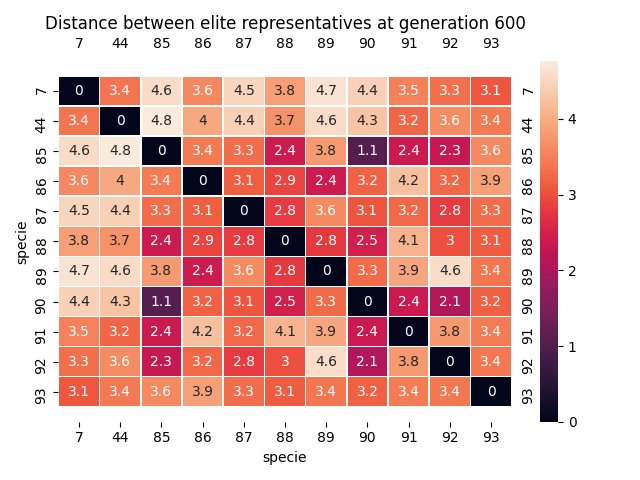 Distance between elite representatives at generation 600
7 44 85 86 87 88 89 90 91 92 93
7 0 3.4 4.6 3.6 4.5 3.8 4.7 4.4 3.5 3.3 3.1 7
44 3.4 0 4.8 4 4.4 3.7 4.6 4.3 3.2 3.6 3.4 44
85 4.6 4.8 0 3.4 3.3 2.4 3.8 1.1 2.4 2.3 3.6 85
86 3.6 4 3.4 0 3.1 2.9 2.4 3.2 4.2 3.2 3.9 86
87 4.5 4.4 3.3 3.1 0 2.8 3.6 3.1 3.2 2.8 3.3 87
88 3.8 3.7 2.4 2.9 2.8 0 2.8 2.5 4.1 3 3.1 88
89 4.7 4.6 3.8 2.4 3.6 2.8 0 3.3 3.9 4.6 3.4 89
90 4.4 4.3 1.1 3.2 3.1 2.5 3.3 0 2.4 2.1 3.2 90
91 3.5 3.2 2.4 4.2 3.2 4.1 3.9 2.4 0 3.8 3.4 91
92 3.3 3.6 2.3 3.2 2.8 3 4.6 2.1 3.8 0 3.4 92
93 3.1 3.4 3.6 3.9 3.3 3.1 3.4 3.2 3.4 3.4 0 93
7 44 85 86 87 88 89 90 91 92 93
specie
specie
4
3
2
1
0